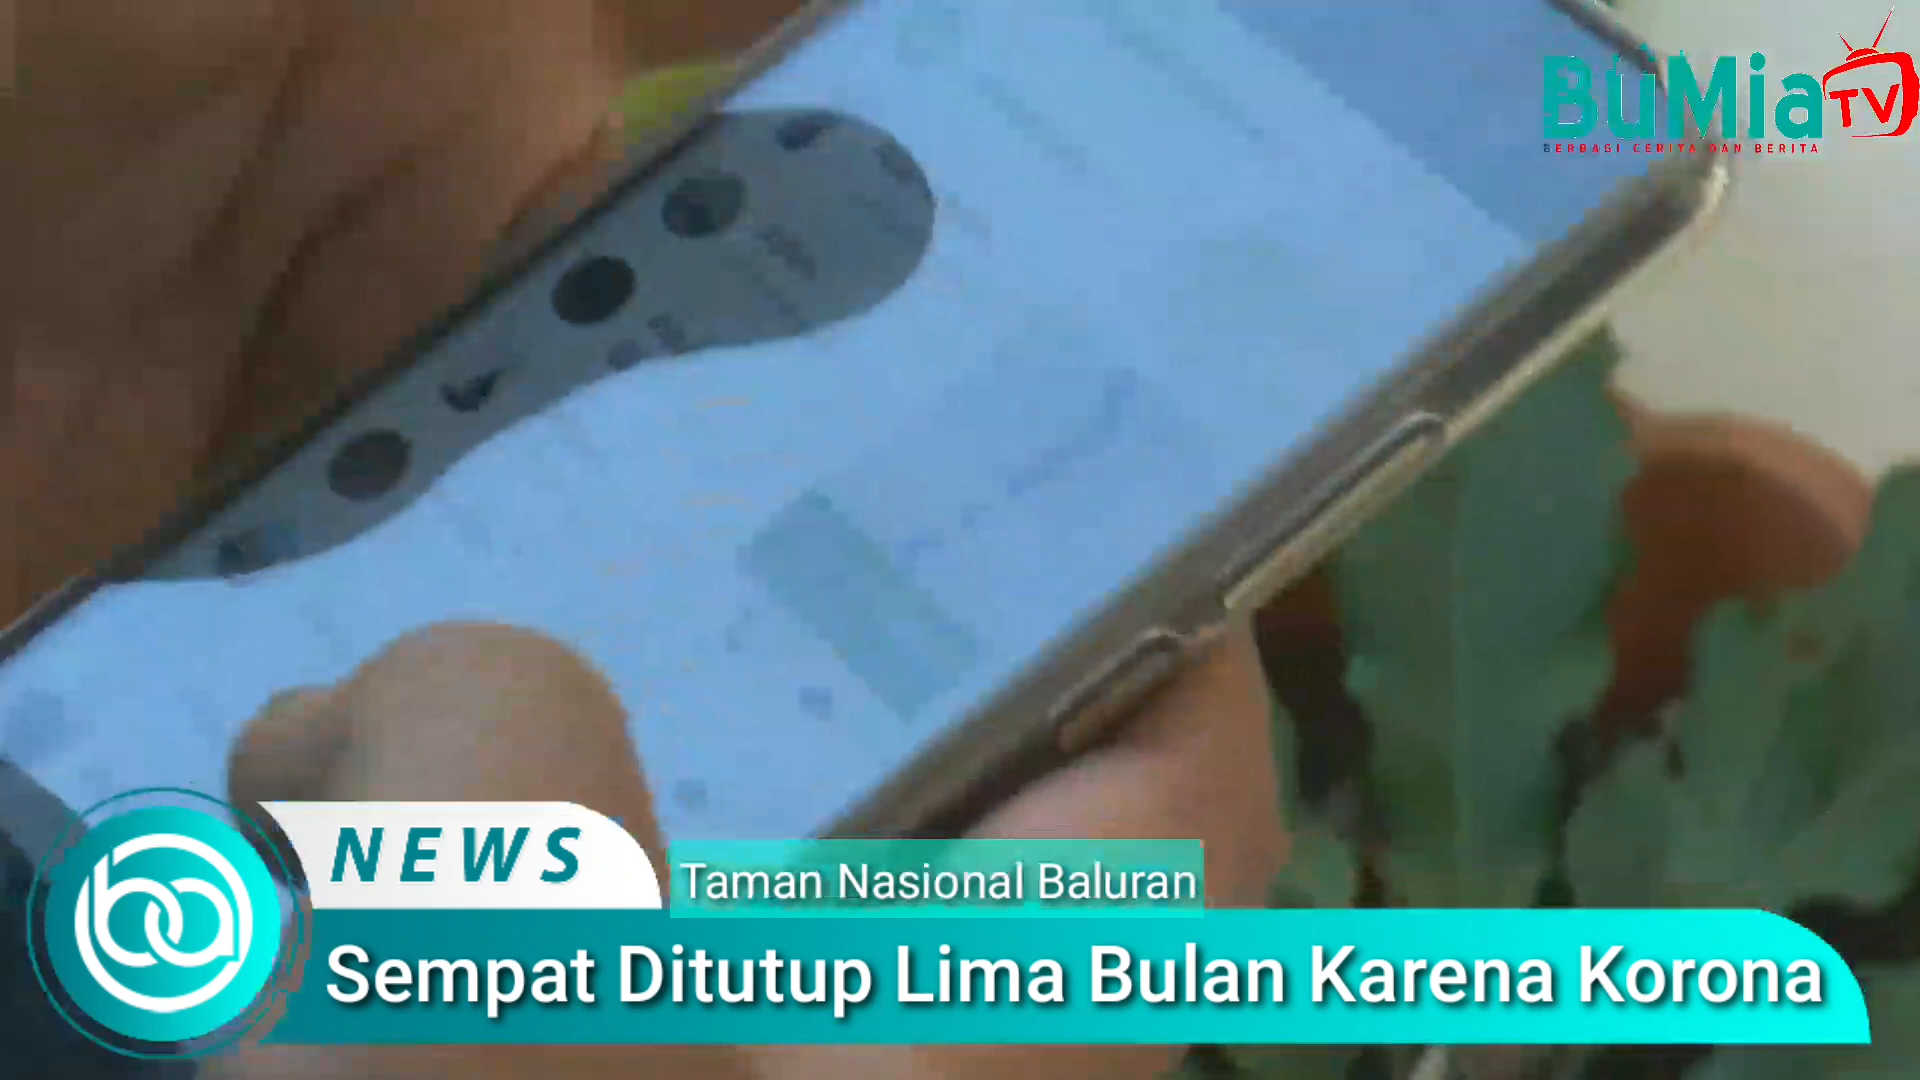 BuMia TV
BERBAGI CERITA DAN BERITA
NEWS
Taman Nasional Baluran
Sempat Ditutup Lima Bulan Karena Korona